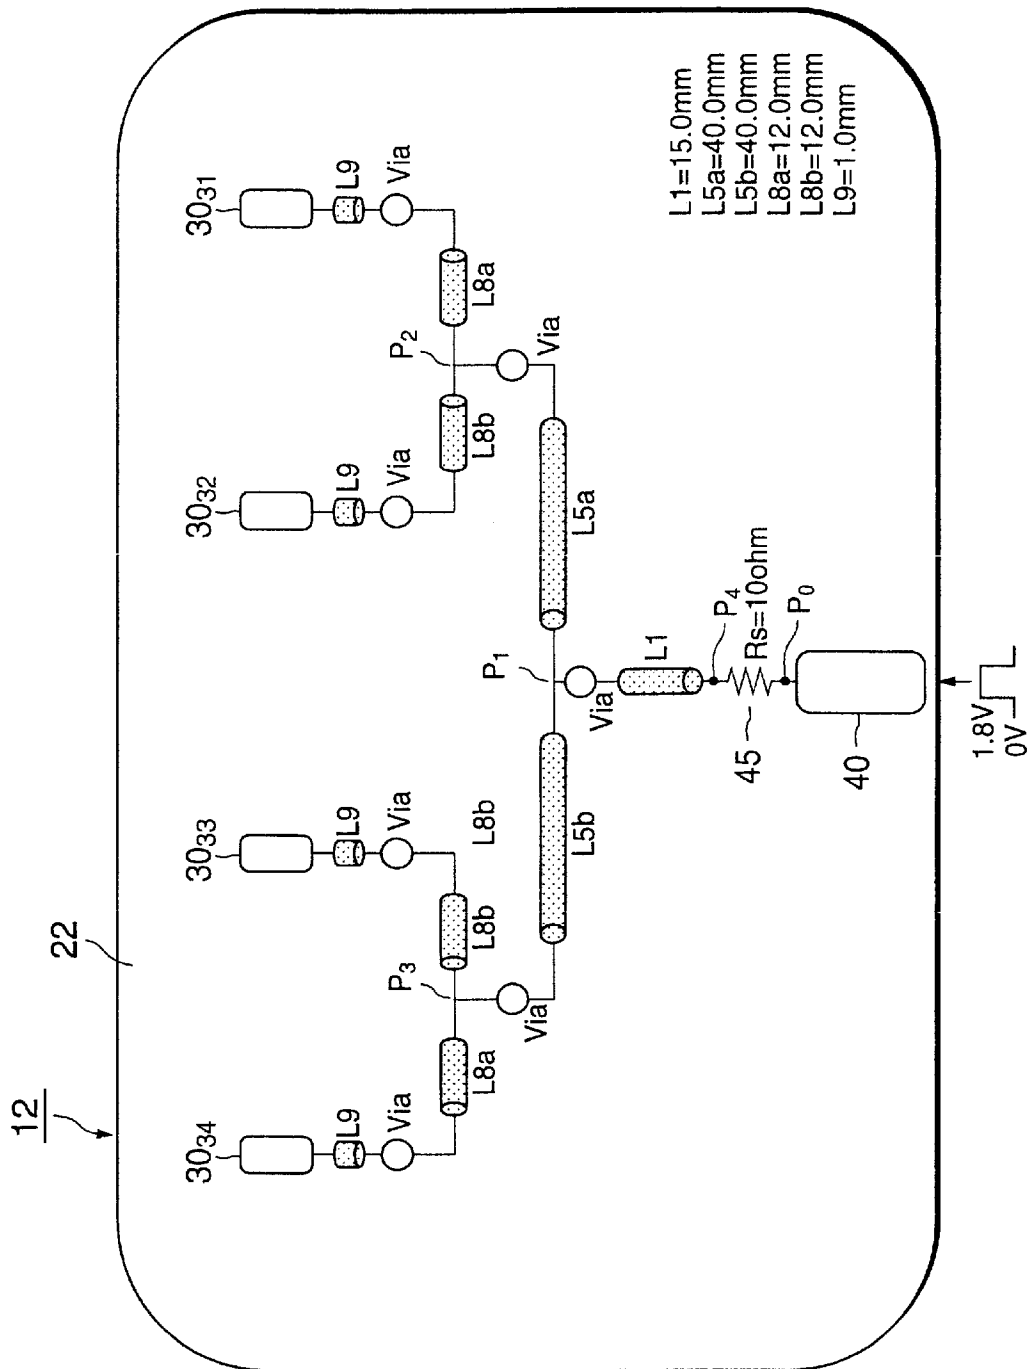 12
22
30₃₄
30₃₃
30₃₂
30₃₁
L9
L9
L9
L9
Via
Via
Via
Via
L8a
P₃
L8b
L8b
L8b
P₂
L8a
Via
Via
L5b
P₁
L5a
Via
L1
P₄
45
Rs=10ohm
P₀
40
1.8V
0V
L1=15.0mm
L5a=40.0mm
L5b=40.0mm
L8a=12.0mm
L8b=12.0mm
L9=1.0mm